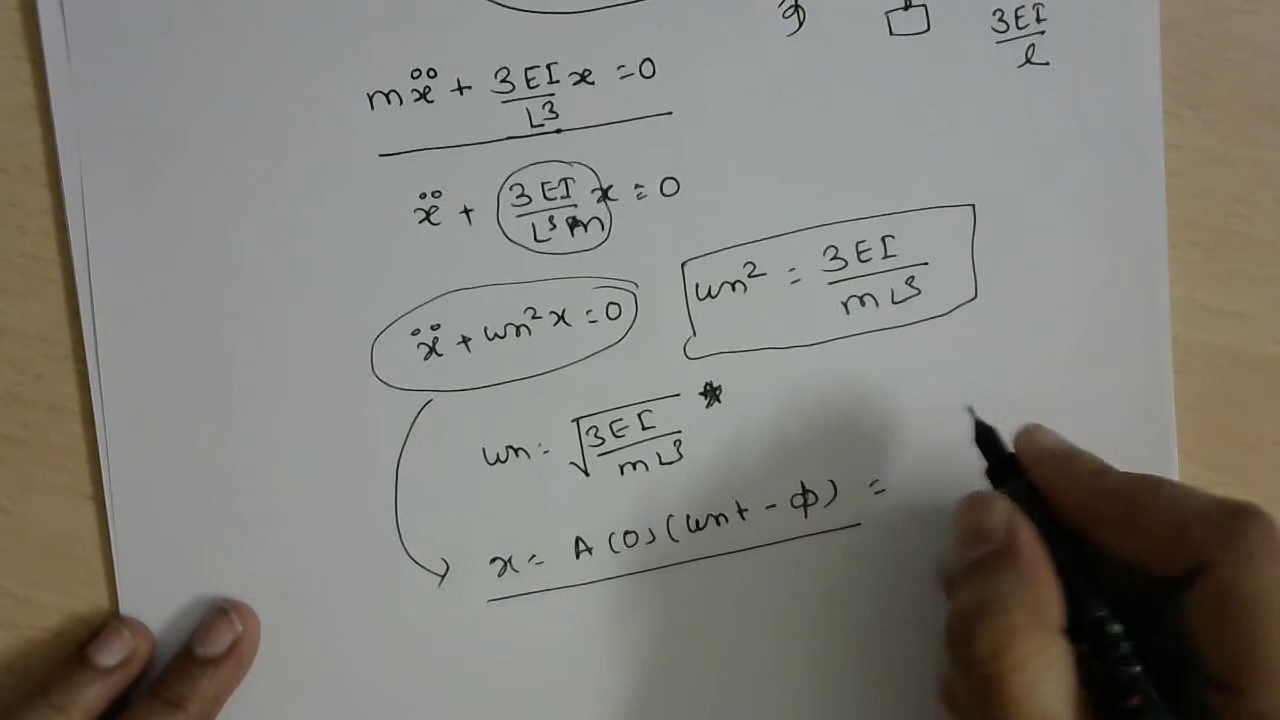 3EI/l
mẍ + 3EI/L³ x = 0
ẍ + 3EI/L³m x = 0
ẍ + ωn²x = 0
ωn² = 3EI/mL³
ωn = √(3EI/mL³) *
x = A cos(ωnt - φ) =